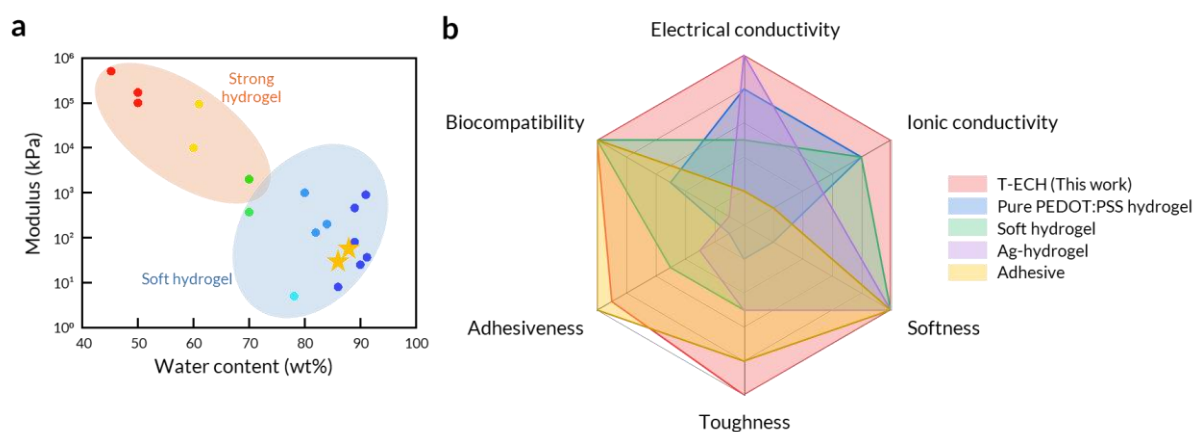 a
Modulus (kPa)
10⁶
10⁵
10⁴
10³
10²
10¹
10⁰
Strong
hydrogel
Soft hydrogel
40
50
60
70
80
90
100
Water content (wt%)
b
Electrical conductivity
Biocompatibility
Ionic conductivity
Adhesiveness
Softness
Toughness
T-ECH (This work)
Pure PEDOT:PSS hydrogel
Soft hydrogel
Ag-hydrogel
Adhesive